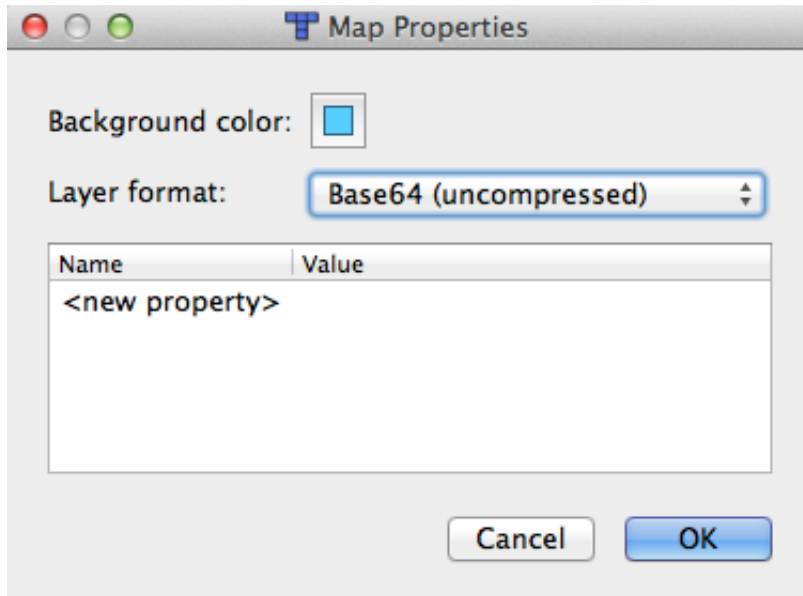 Map Properties
Background color:
Layer format: Base64 (uncompressed)
Name Value
<new property>
Cancel OK